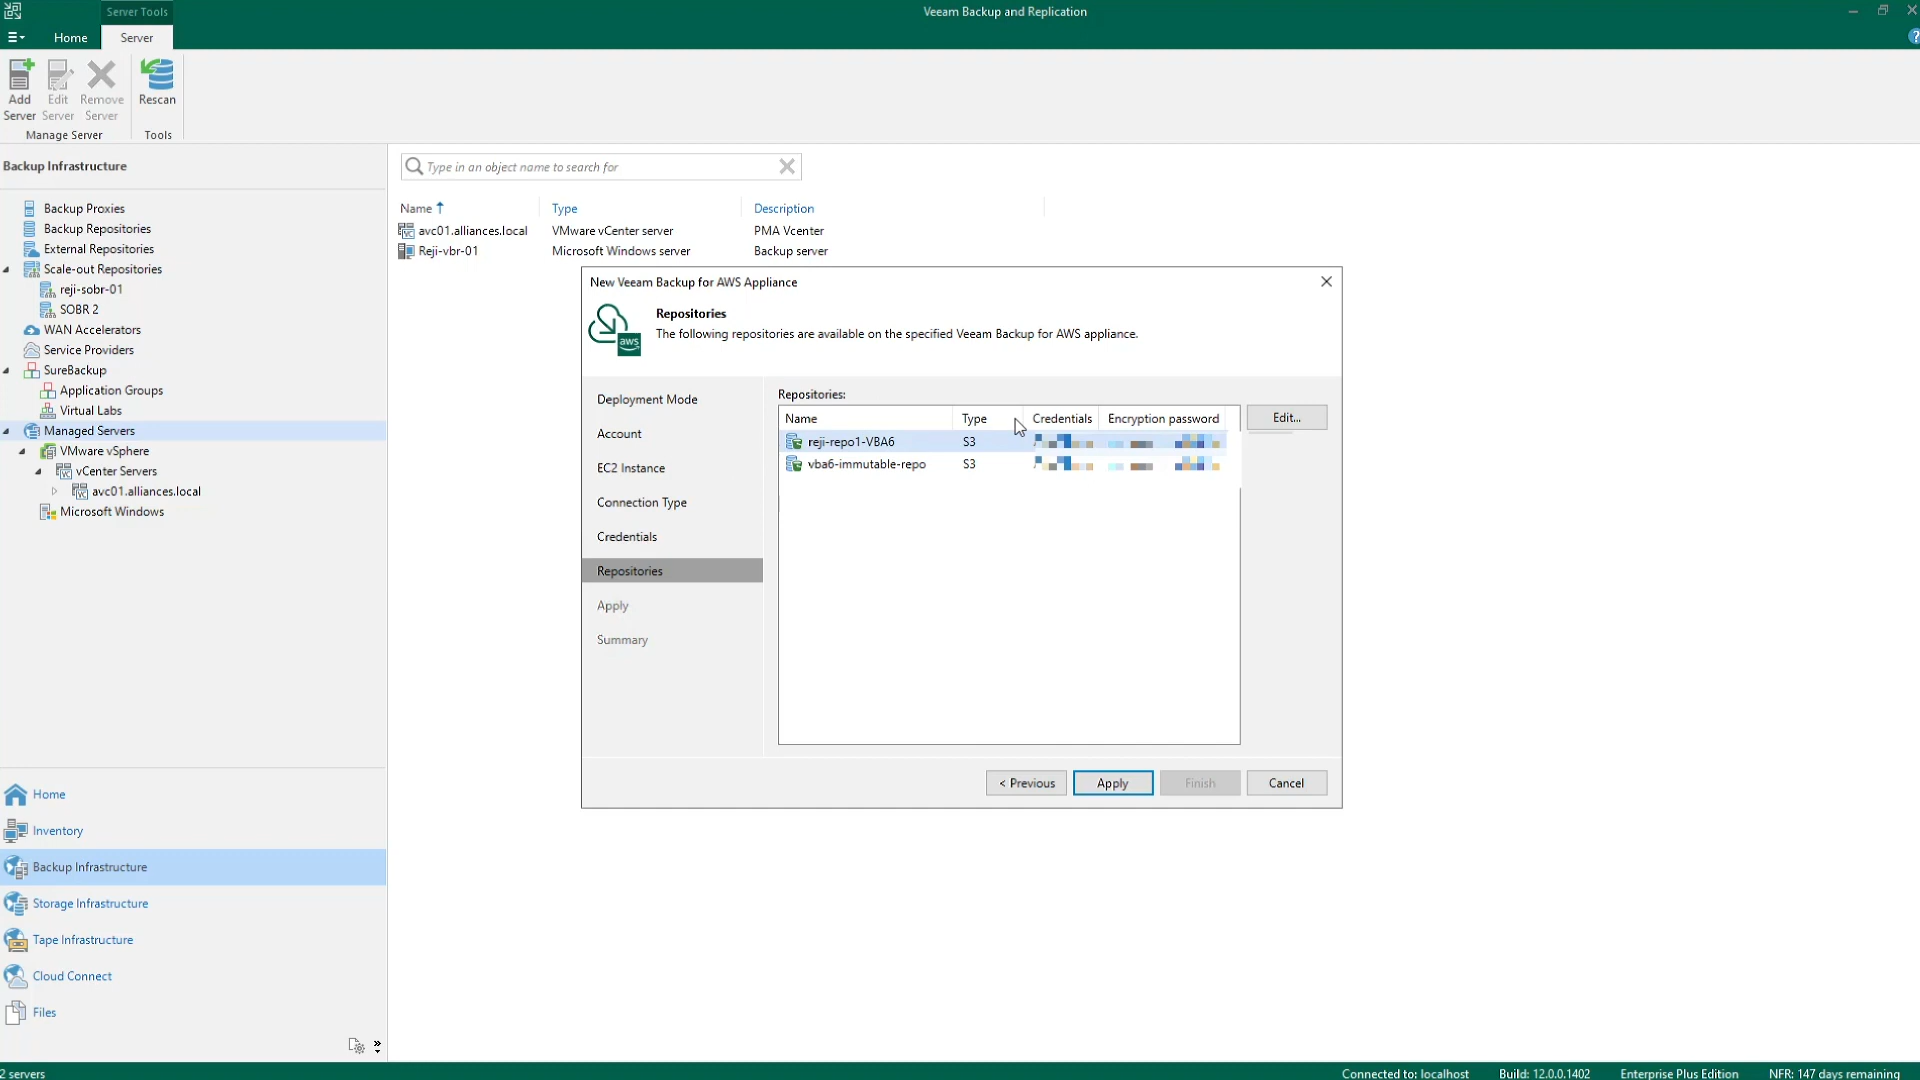 Server Tools
Veeam Backup and Replication
Home
Server
Add Server
Edit Server
Remove Server
Rescan
Manage Server
Tools
Backup Infrastructure
Type in an object name to search for
Backup Proxies
Backup Repositories
External Repositories
Scale-out Repositories
reji-sobr-01
SOBR 2
WAN Accelerators
Service Providers
SureBackup
Application Groups
Virtual Labs
Managed Servers
VMware vSphere
vCenter Servers
avc01.alliances.local
Microsoft Windows
Name Type Description
avc01.alliances.local VMware vCenter server PMA Vcenter
Reji-vbr-01 Microsoft Windows server Backup server
New Veeam Backup for AWS Appliance
aws
Repositories
The following repositories are available on the specified Veeam Backup for AWS appliance.
Deployment Mode
Account
EC2 Instance
Connection Type
Credentials
Repositories
Apply
Summary
Repositories:
Name Type Credentials Encryption password
reji-repo1-VBA6 S3
vba6-immutable-repo S3
Edit...
< Previous Apply Finish Cancel
Home
Inventory
Backup Infrastructure
Storage Infrastructure
Tape Infrastructure
Cloud Connect
Files
2 servers
Connected to: localhost Build: 12.0.0.1402 Enterprise Plus Edition NFR: 147 days remaining